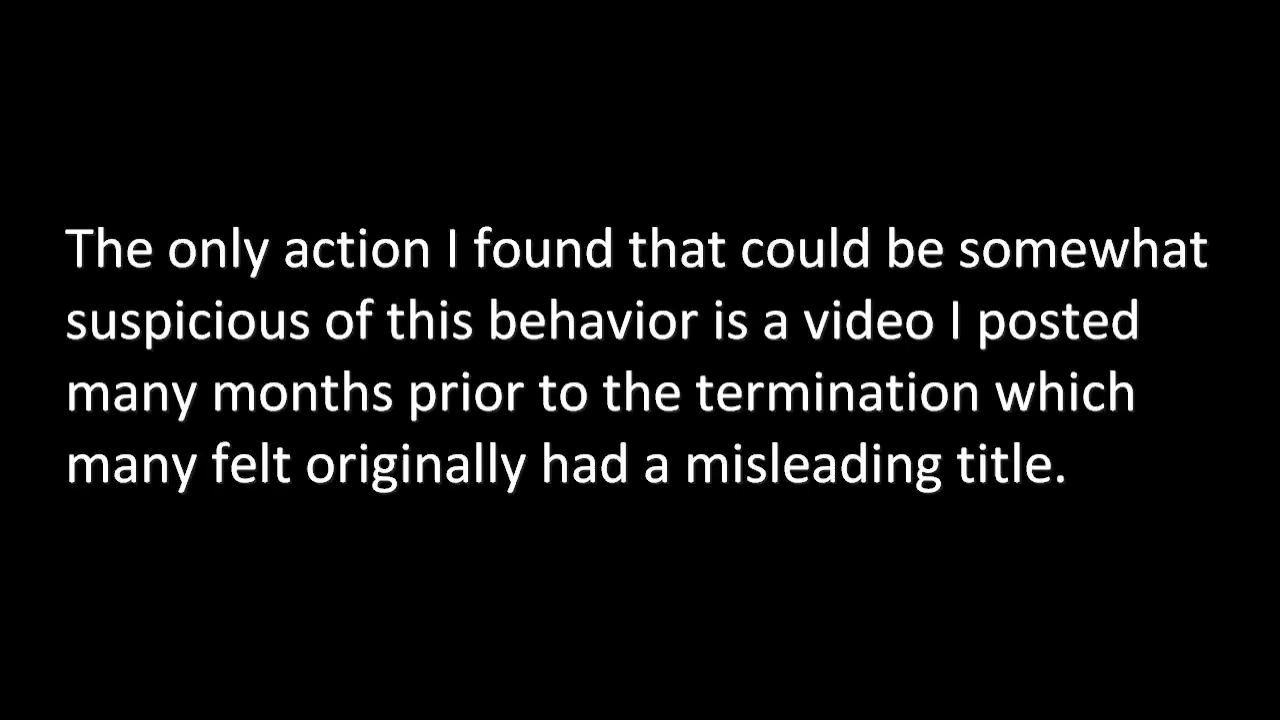 The only action I found that could be somewhat
suspicious of this behavior is a video I posted
many months prior to the termination which
many felt originally had a misleading title.